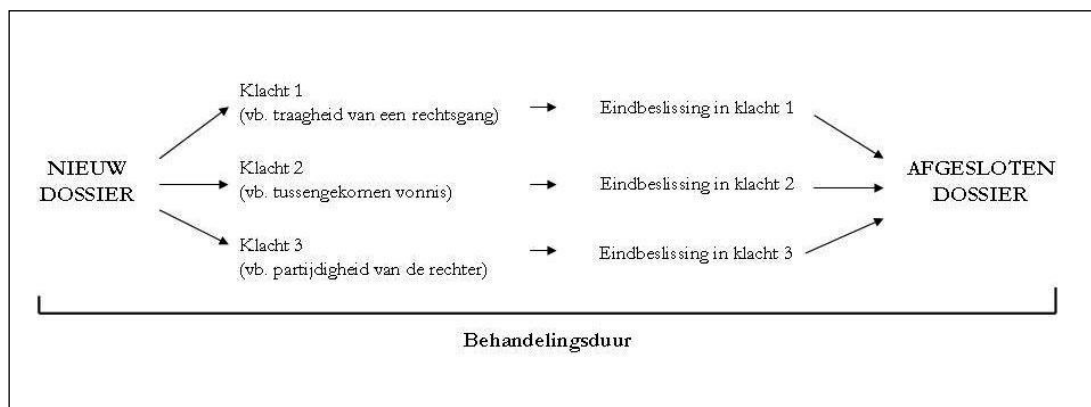 NIEUW
DOSSIER
Klacht 1
(vb. traagheid van een rechtsgang)
Eindbeslissing in klacht 1
Klacht 2
(vb. tussengekomen vonnis)
Eindbeslissing in klacht 2
Klacht 3
(vb. partijdigheid van de rechter)
Eindbeslissing in klacht 3
AFGESLOTEN
DOSSIER
Behandelingsduur